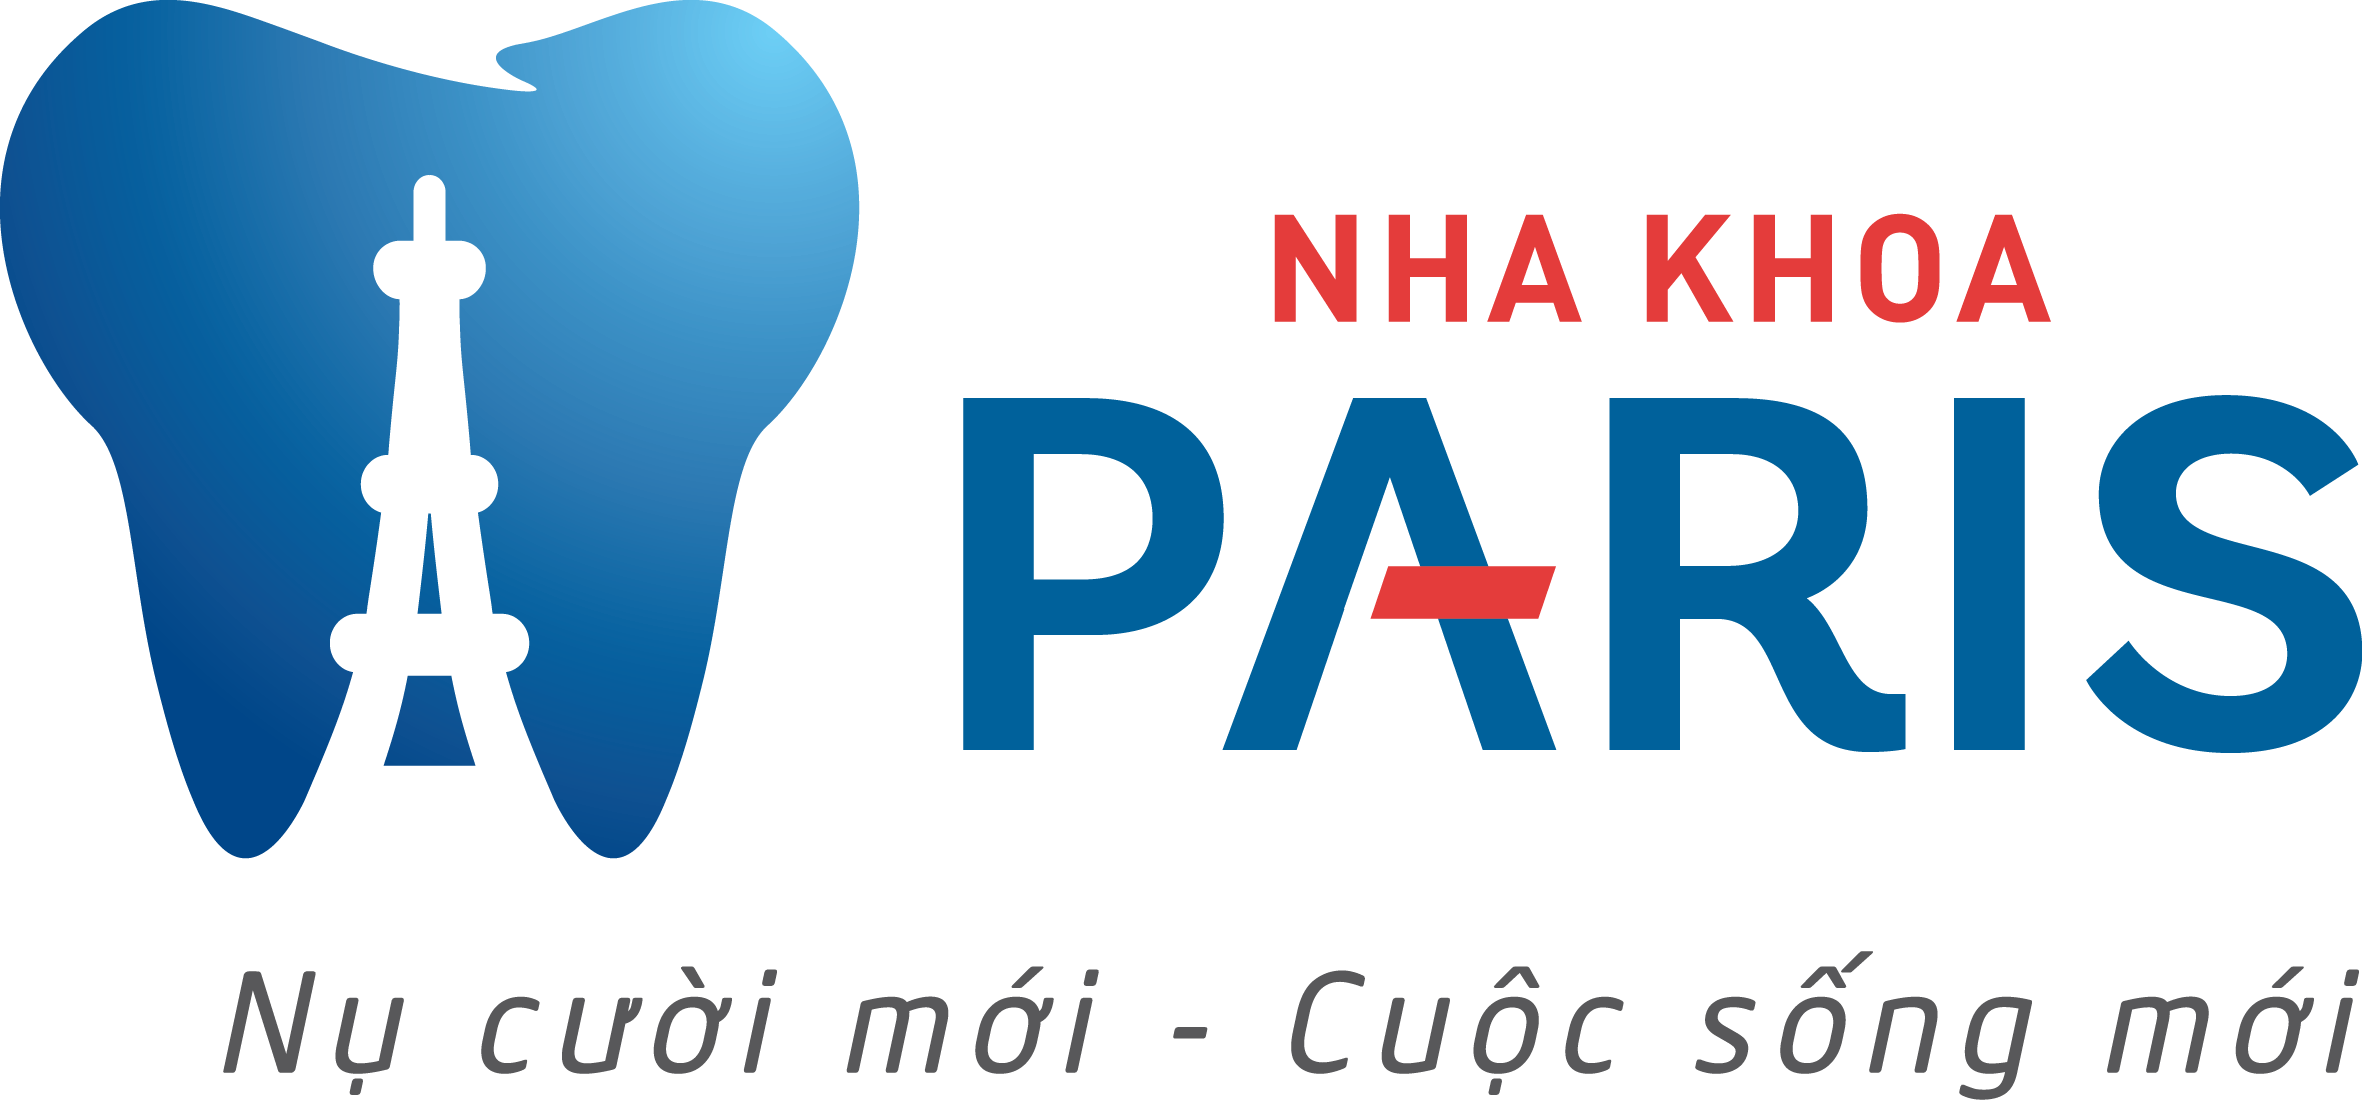 NHA KHOA
PARIS
Nụ cười mới - Cuộc sống mới